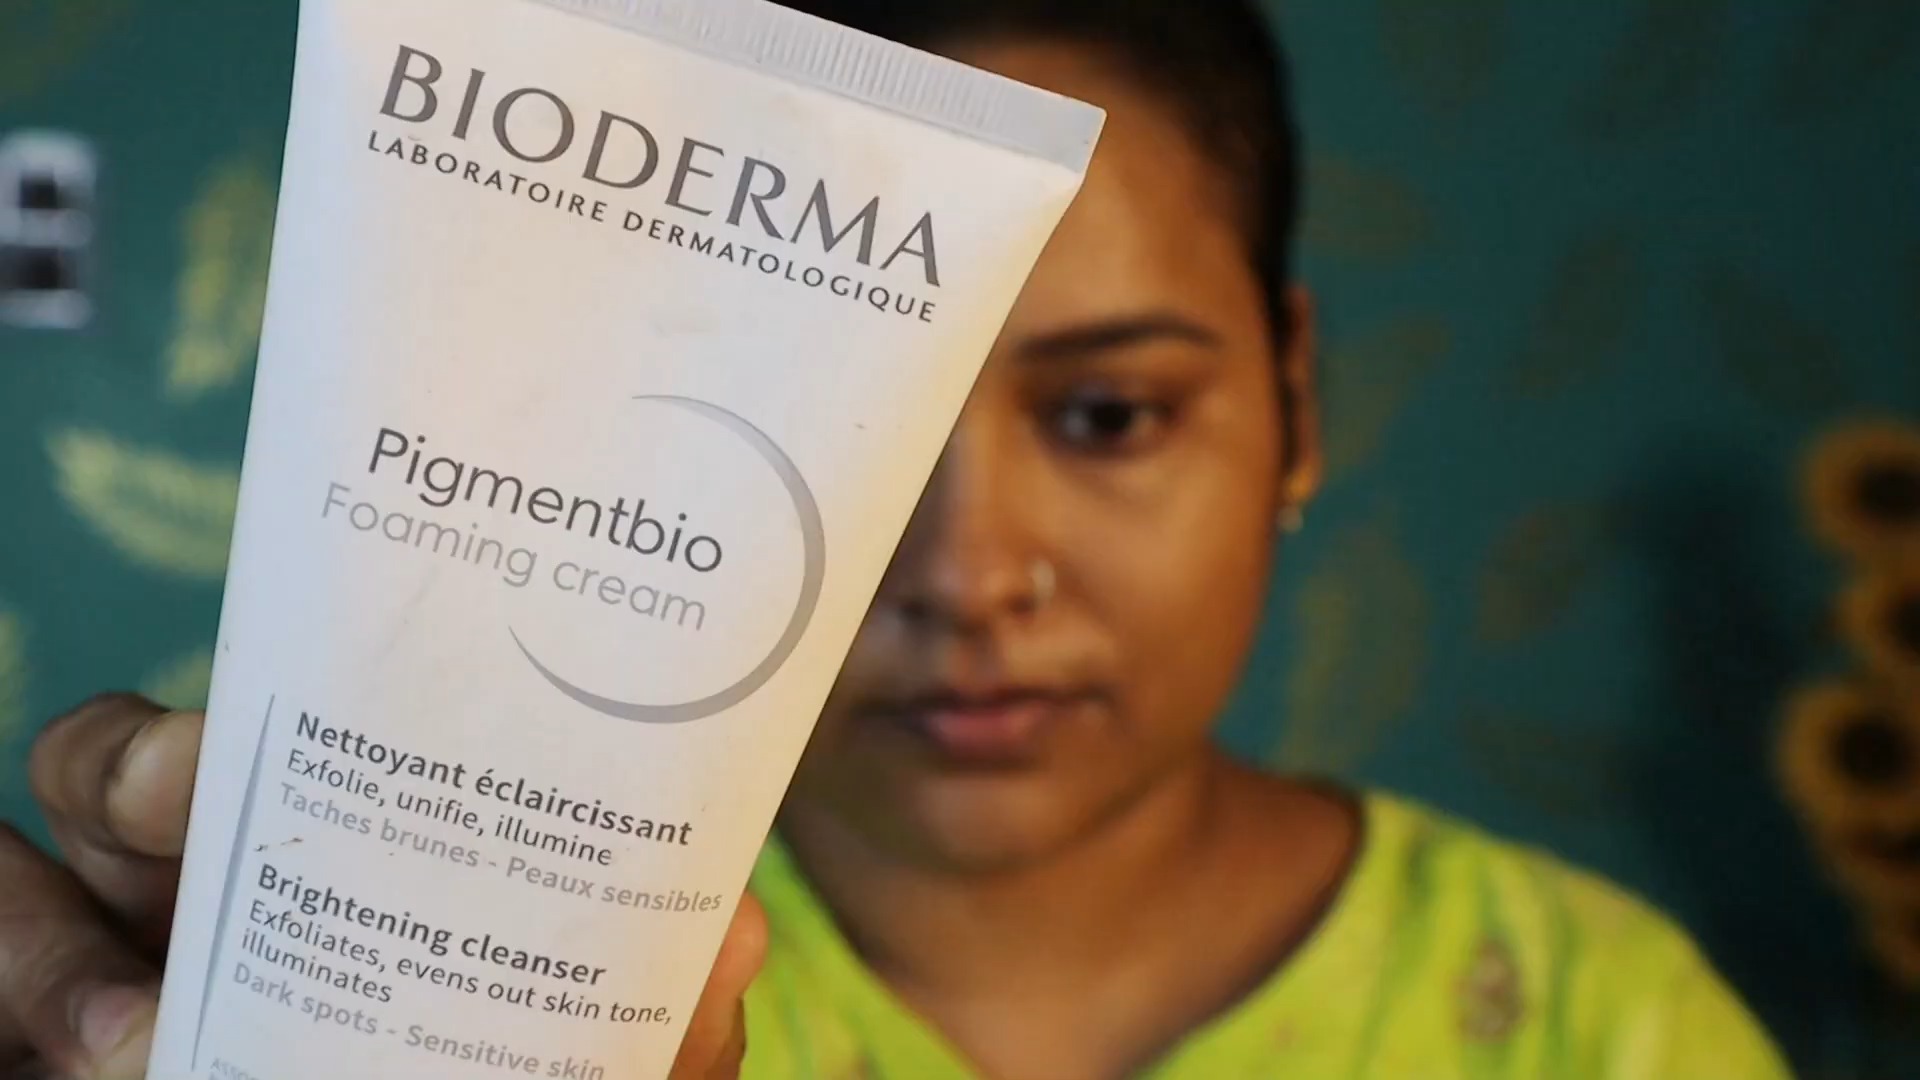 BIODERMA
LABORATOIRE DERMATOLOGIQUE
Pigmentbio
Foaming cream
Nettoyant éclaircissant
Exfolie, unifie, illumine
Taches brunes - Peaux sensibles
Brightening cleanser
Exfoliates, evens out skin tone,
illuminates
Dark spots - Sensitive skin